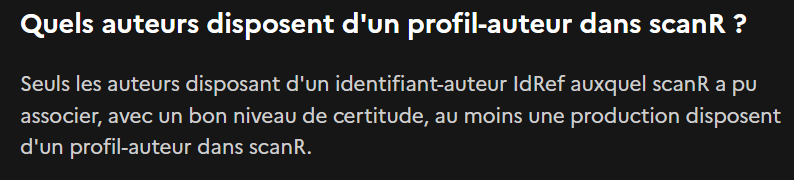 Quels auteurs disposent d'un profil-auteur dans scanR ?
Seuls les auteurs disposant d'un identifiant-auteur IdRef auxquel scanR a pu
associer, avec un bon niveau de certitude, au moins une production disposent
d'un profil-auteur dans scanR.